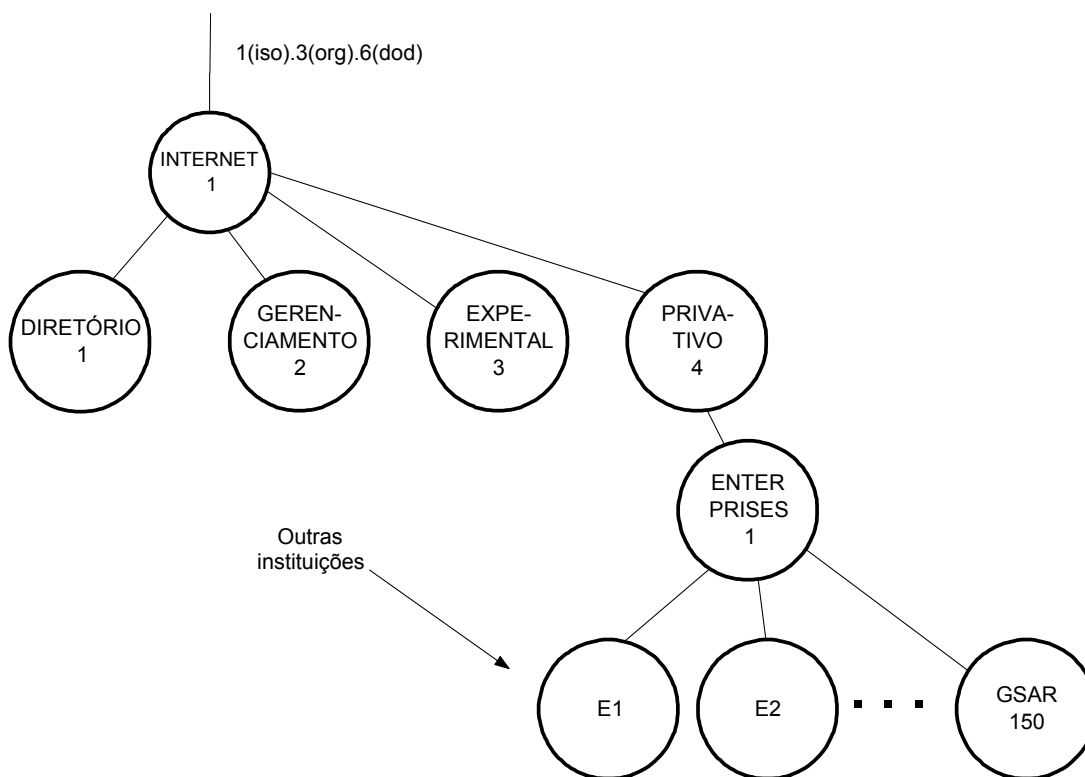 1(iso).3(org).6(dod)
INTERNET
1
DIRETÓRIO
1
GEREN-
CIAMENTO
2
EXPE-
RIMENTAL
3
PRIVA-
TIVO
4
ENTER
PRISES
1
Outras
instituições
E1
E2
GSAR
150